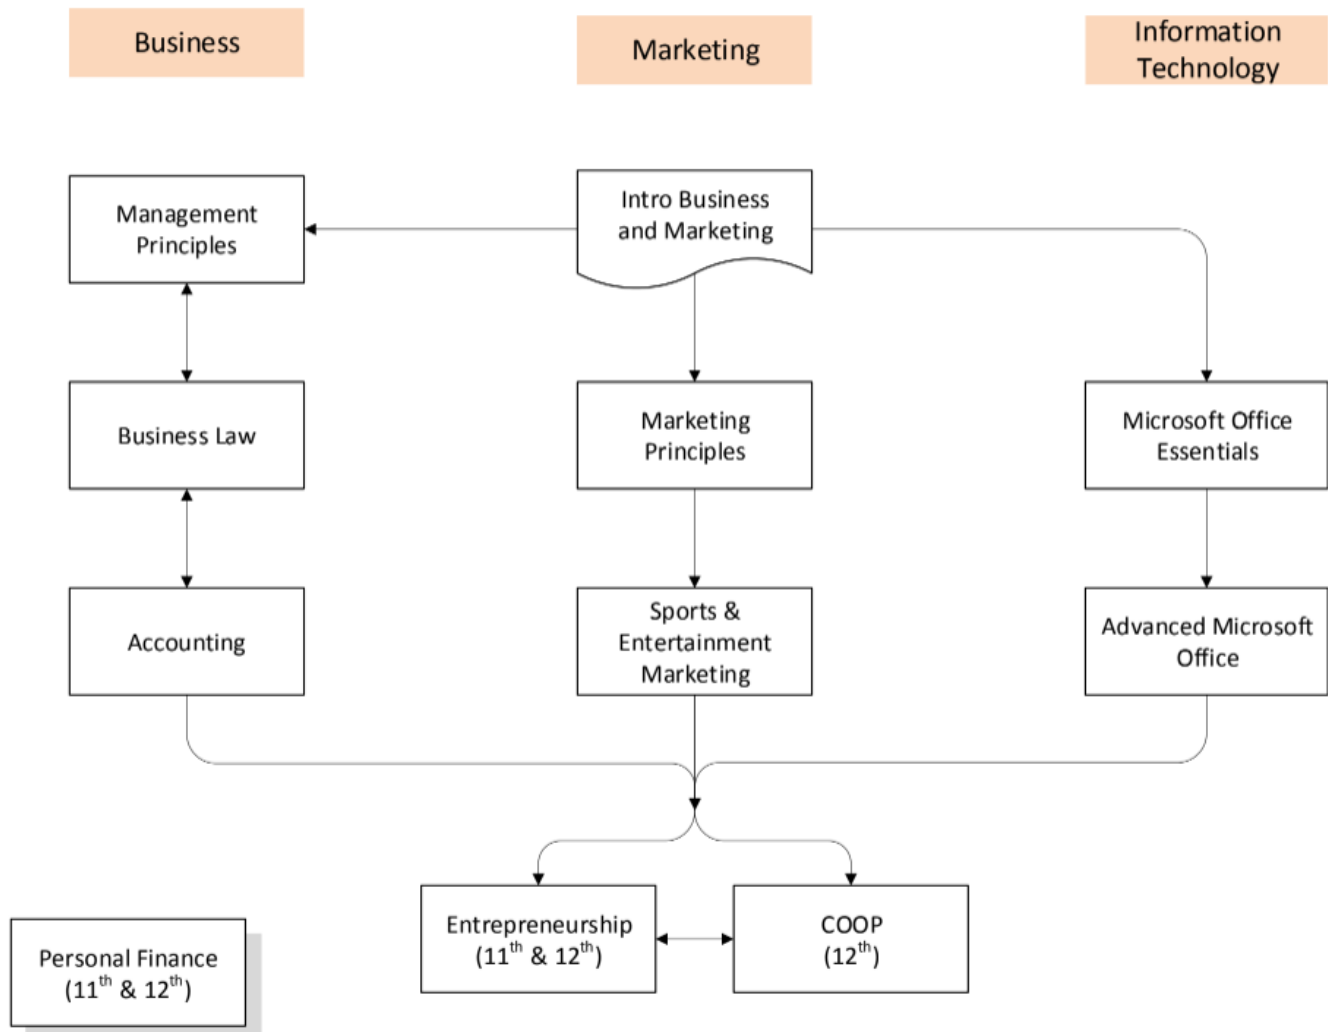 Business
Marketing
Information
Technology
Management
Principles
Intro Business
and Marketing
Business Law
Marketing
Principles
Microsoft Office
Essentials
Accounting
Sports &
Entertainment
Marketing
Advanced Microsoft
Office
Entrepreneurship
(11th & 12th)
COOP
(12th)
Personal Finance
(11th & 12th)